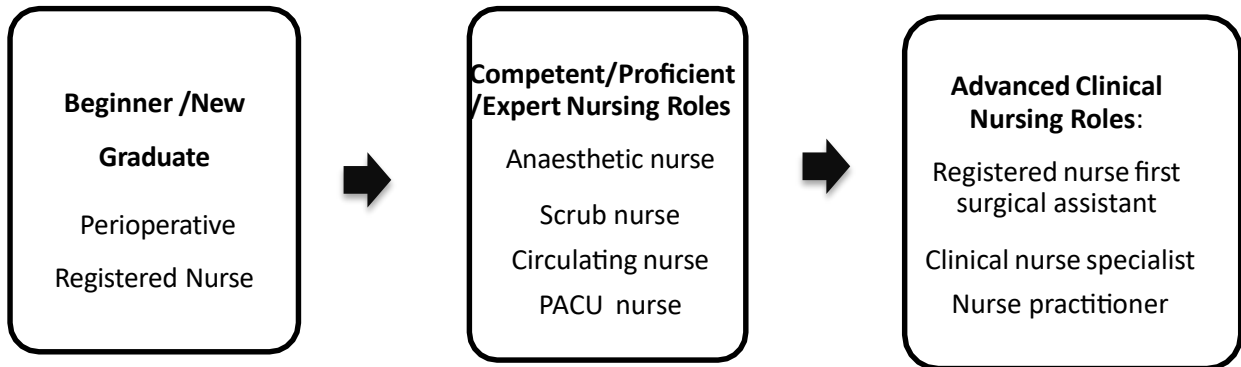 Beginner /New
Graduate
Perioperative
Registered Nurse
Competent/Proficient
/Expert Nursing Roles
Anaesthetic nurse
Scrub nurse
Circulating nurse
PACU nurse
Advanced Clinical
Nursing Roles:
Registered nurse first
surgical assistant
Clinical nurse specialist
Nurse practitioner